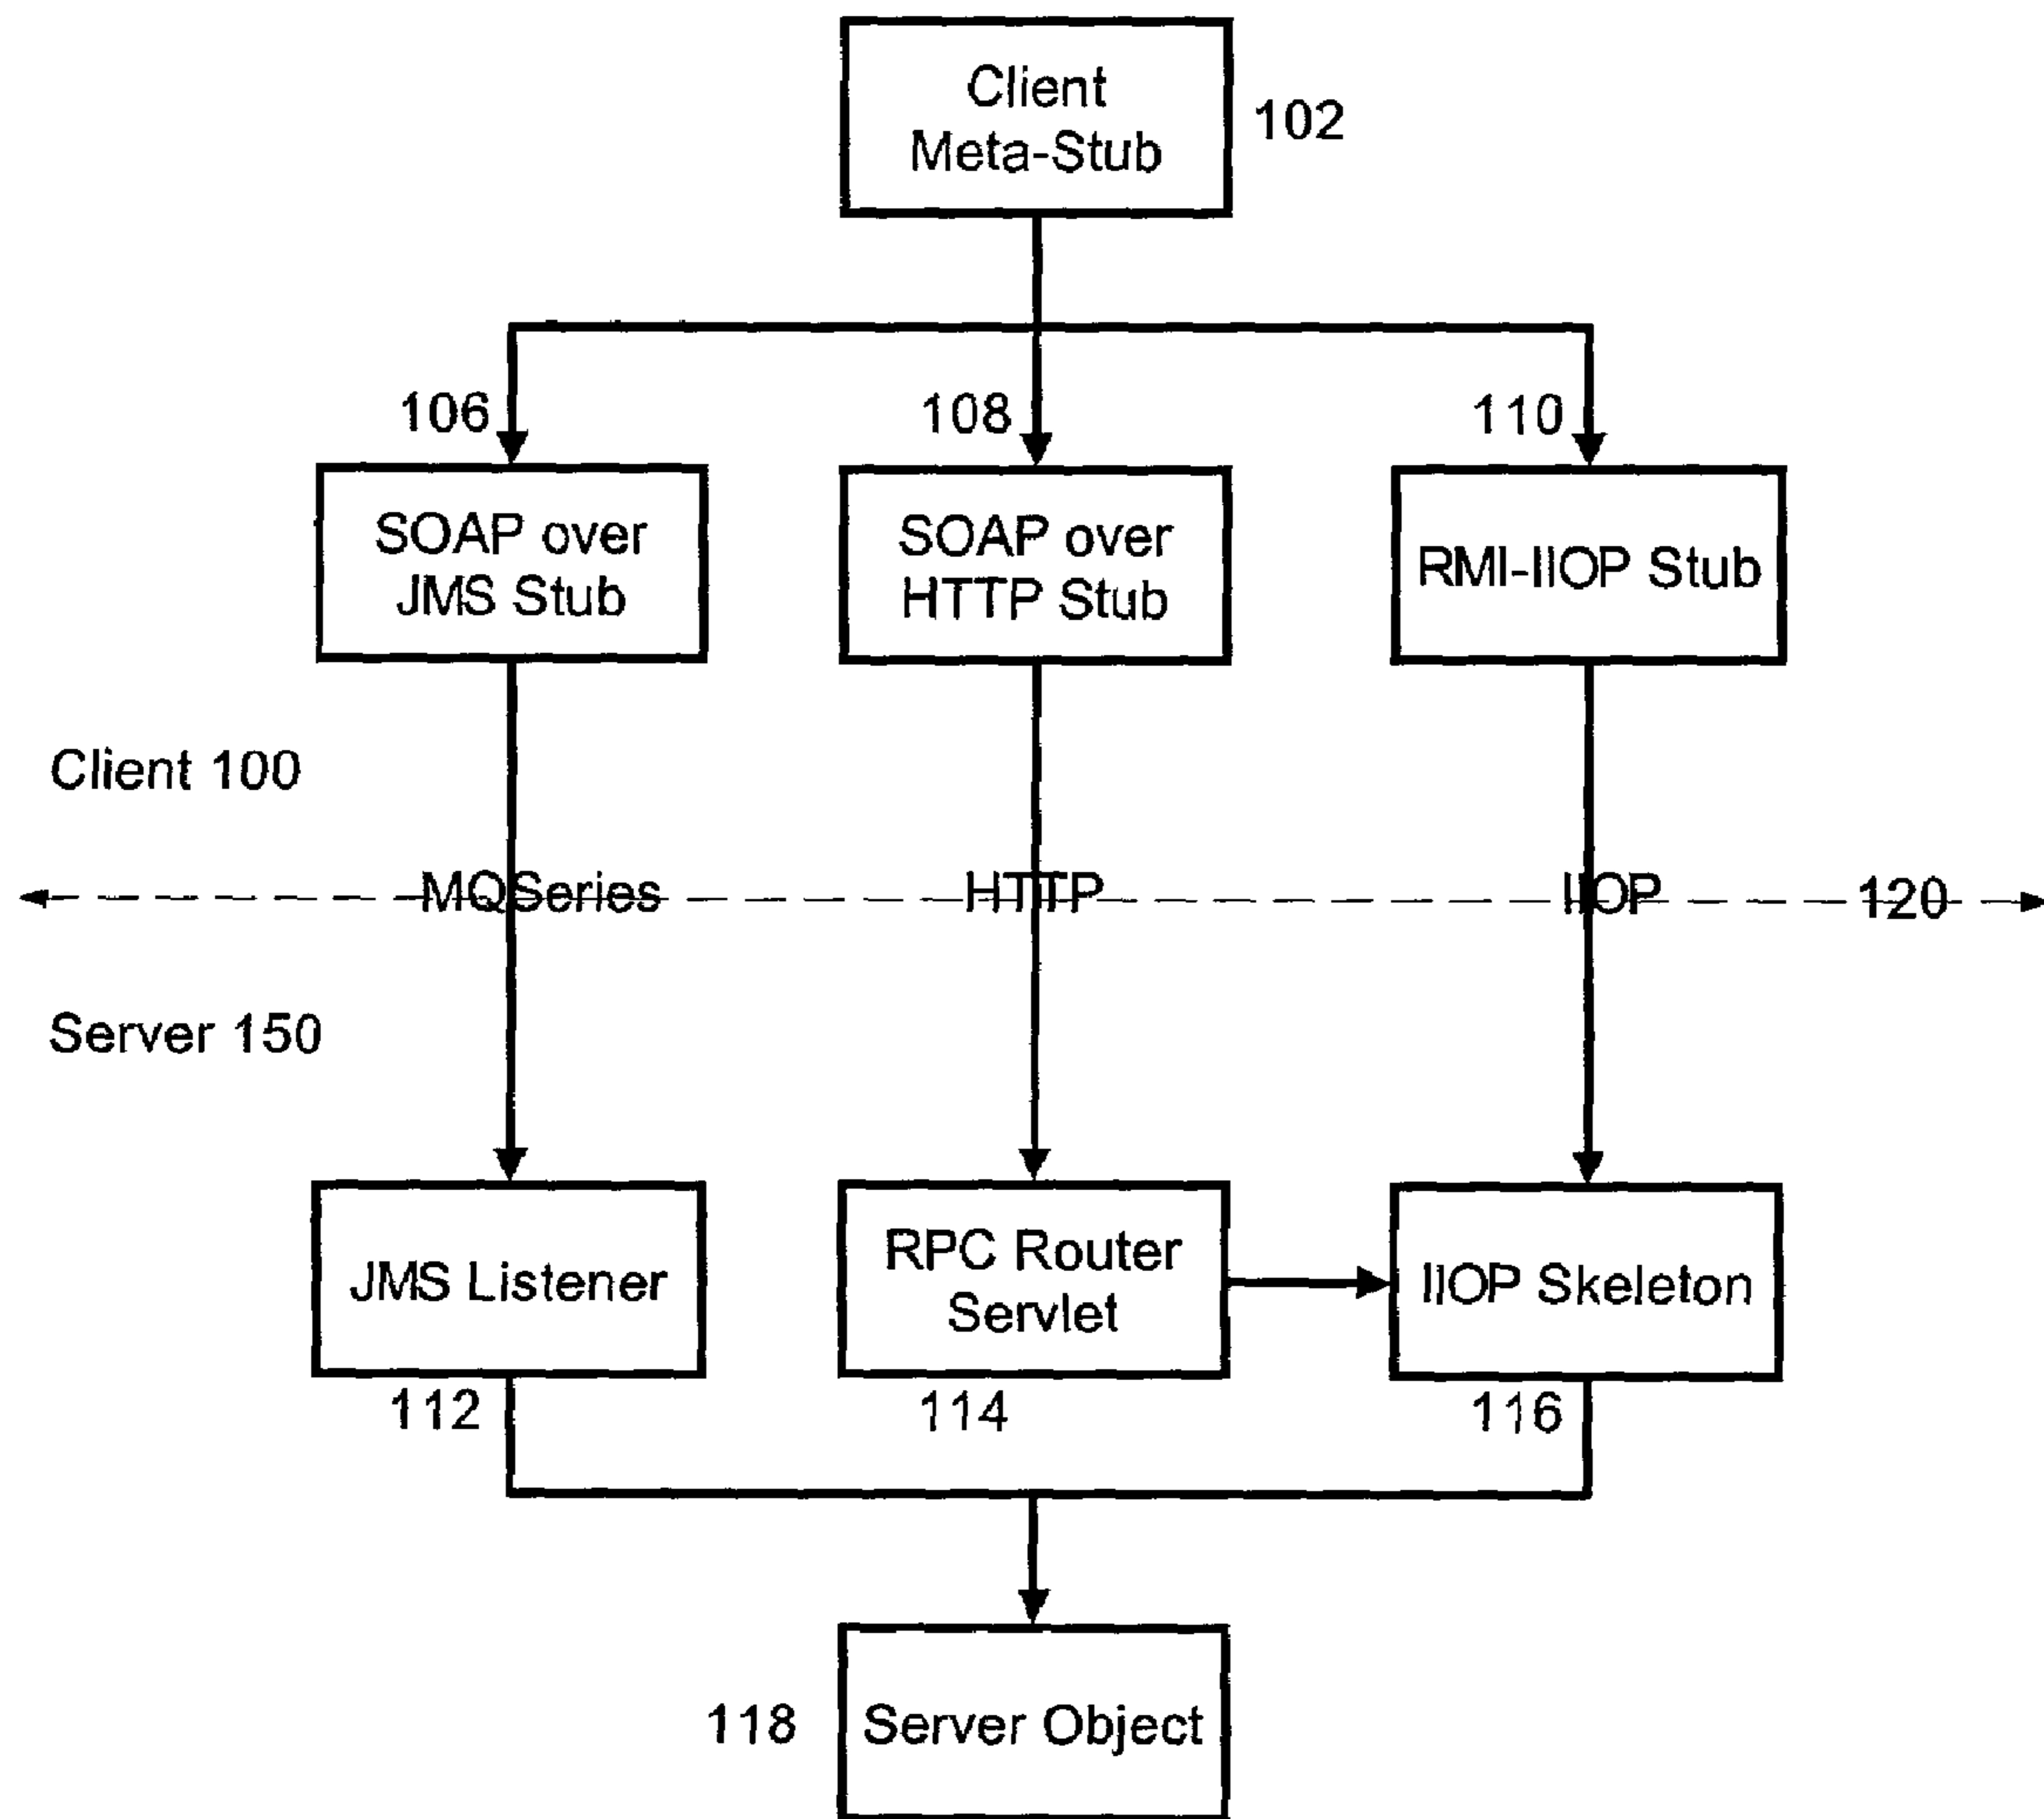 Client
Meta-Stub
102
106
108
110
SOAP over
JMS Stub
SOAP over
HTTP Stub
RMI-IIOP Stub
Client 100
MQSeries
HTTP
IIOP
120
Server 150
JMS Listener
RPC Router
Servlet
IIOP Skeleton
112
114
116
118
Server Object